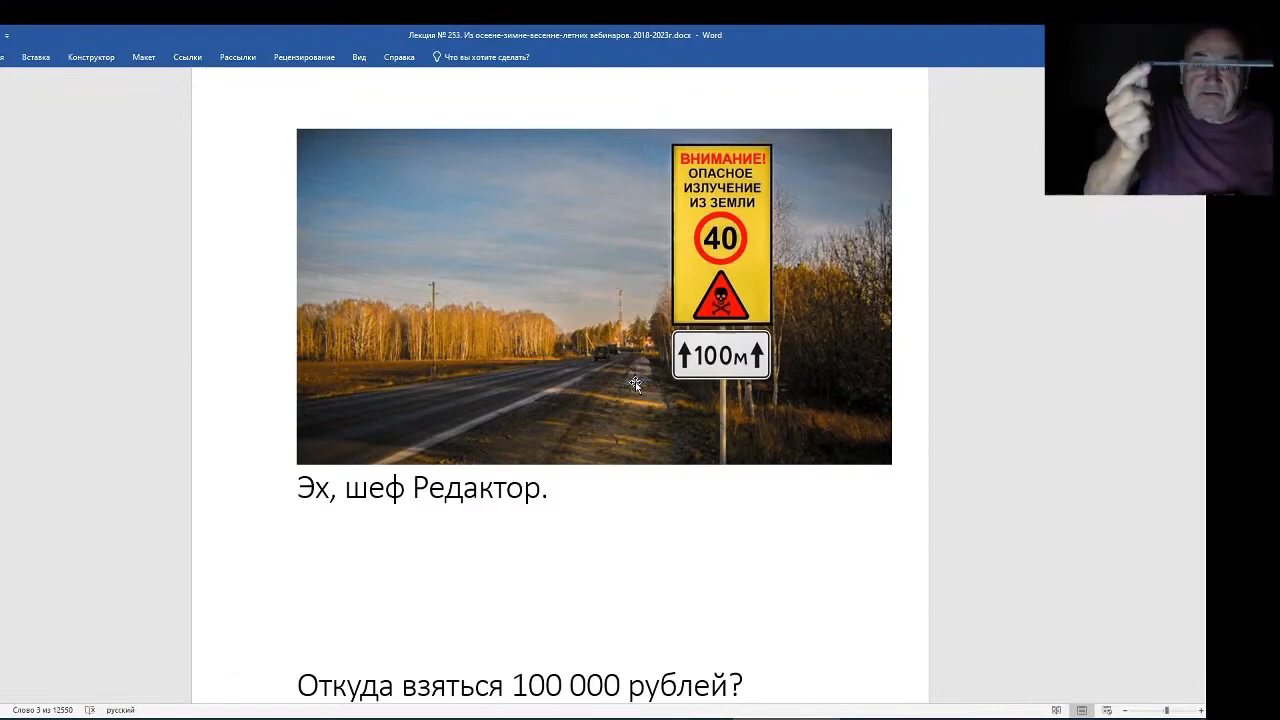 Лекция № 253. Из осеене-зимне-весенне-летних вебинаров. 2018-2023г.docx - Word
я Вставка Конструктор Макет Ссылки Рассылки Рецензирование Вид Справка Что вы хотите сделать?
ВНИМАНИЕ!
ОПАСНОЕ
ИЗЛУЧЕНИЕ
ИЗ ЗЕМЛИ
40
100м
Эх, шеф Редактор.
Откуда взяться 100 000 рублей?
Слово 3 из 12550 русский